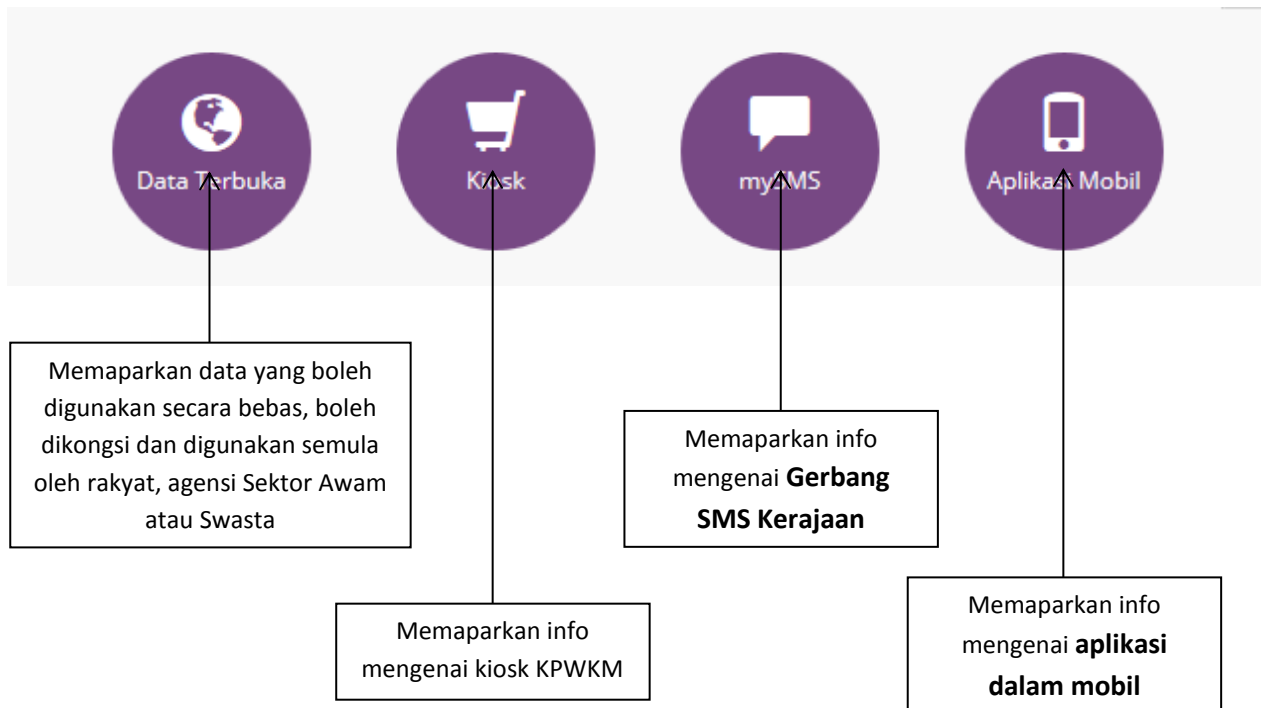 Data Terbuka
Kiosk
mySMS
Aplikasi Mobil
Memaparkan data yang boleh
digunakan secara bebas, boleh
dikongsi dan digunakan semula
oleh rakyat, agensi Sektor Awam
atau Swasta
Memaparkan info
mengenai kiosk KPWKM
Memaparkan info
mengenai Gerbang
SMS Kerajaan
Memaparkan info
mengenai aplikasi
dalam mobil